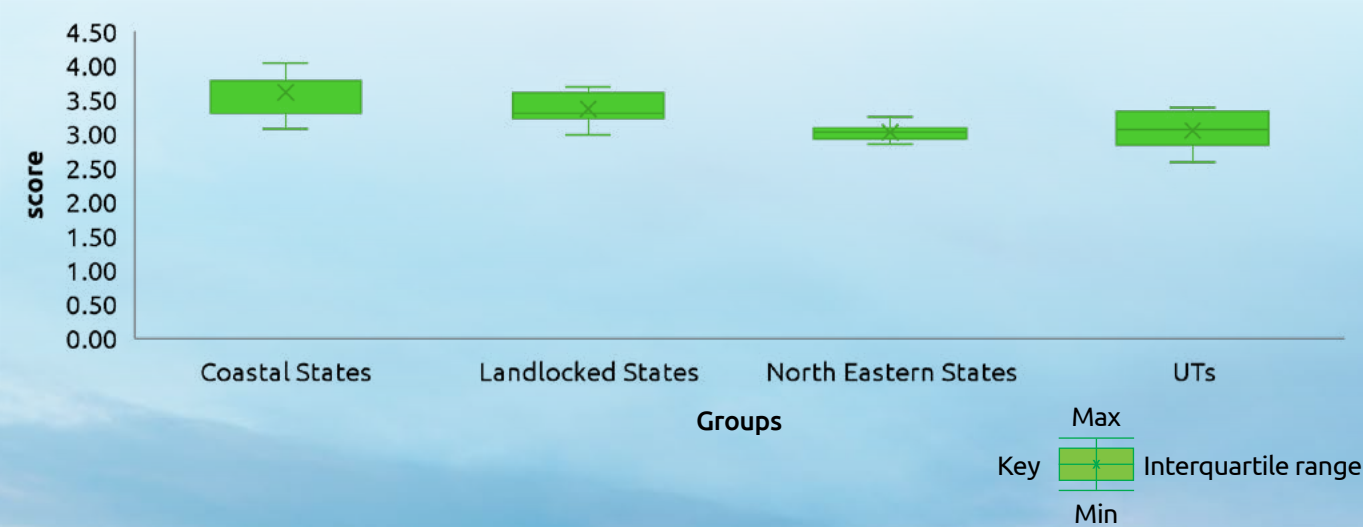 4.50
4.00
3.50
3.00
2.50
2.00
1.50
1.00
0.50
0.00
score
Coastal States
Landlocked States
North Eastern States
UTs
Groups
Max
Key
Interquartile range
Min